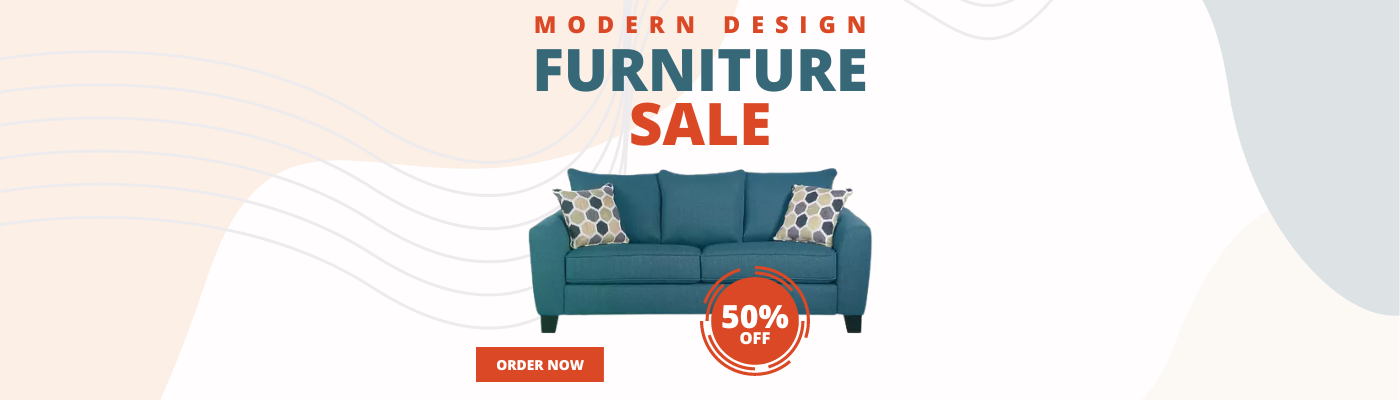 MODERN DESIGN
FURNITURE
SALE
50%
OFF
ORDER NOW